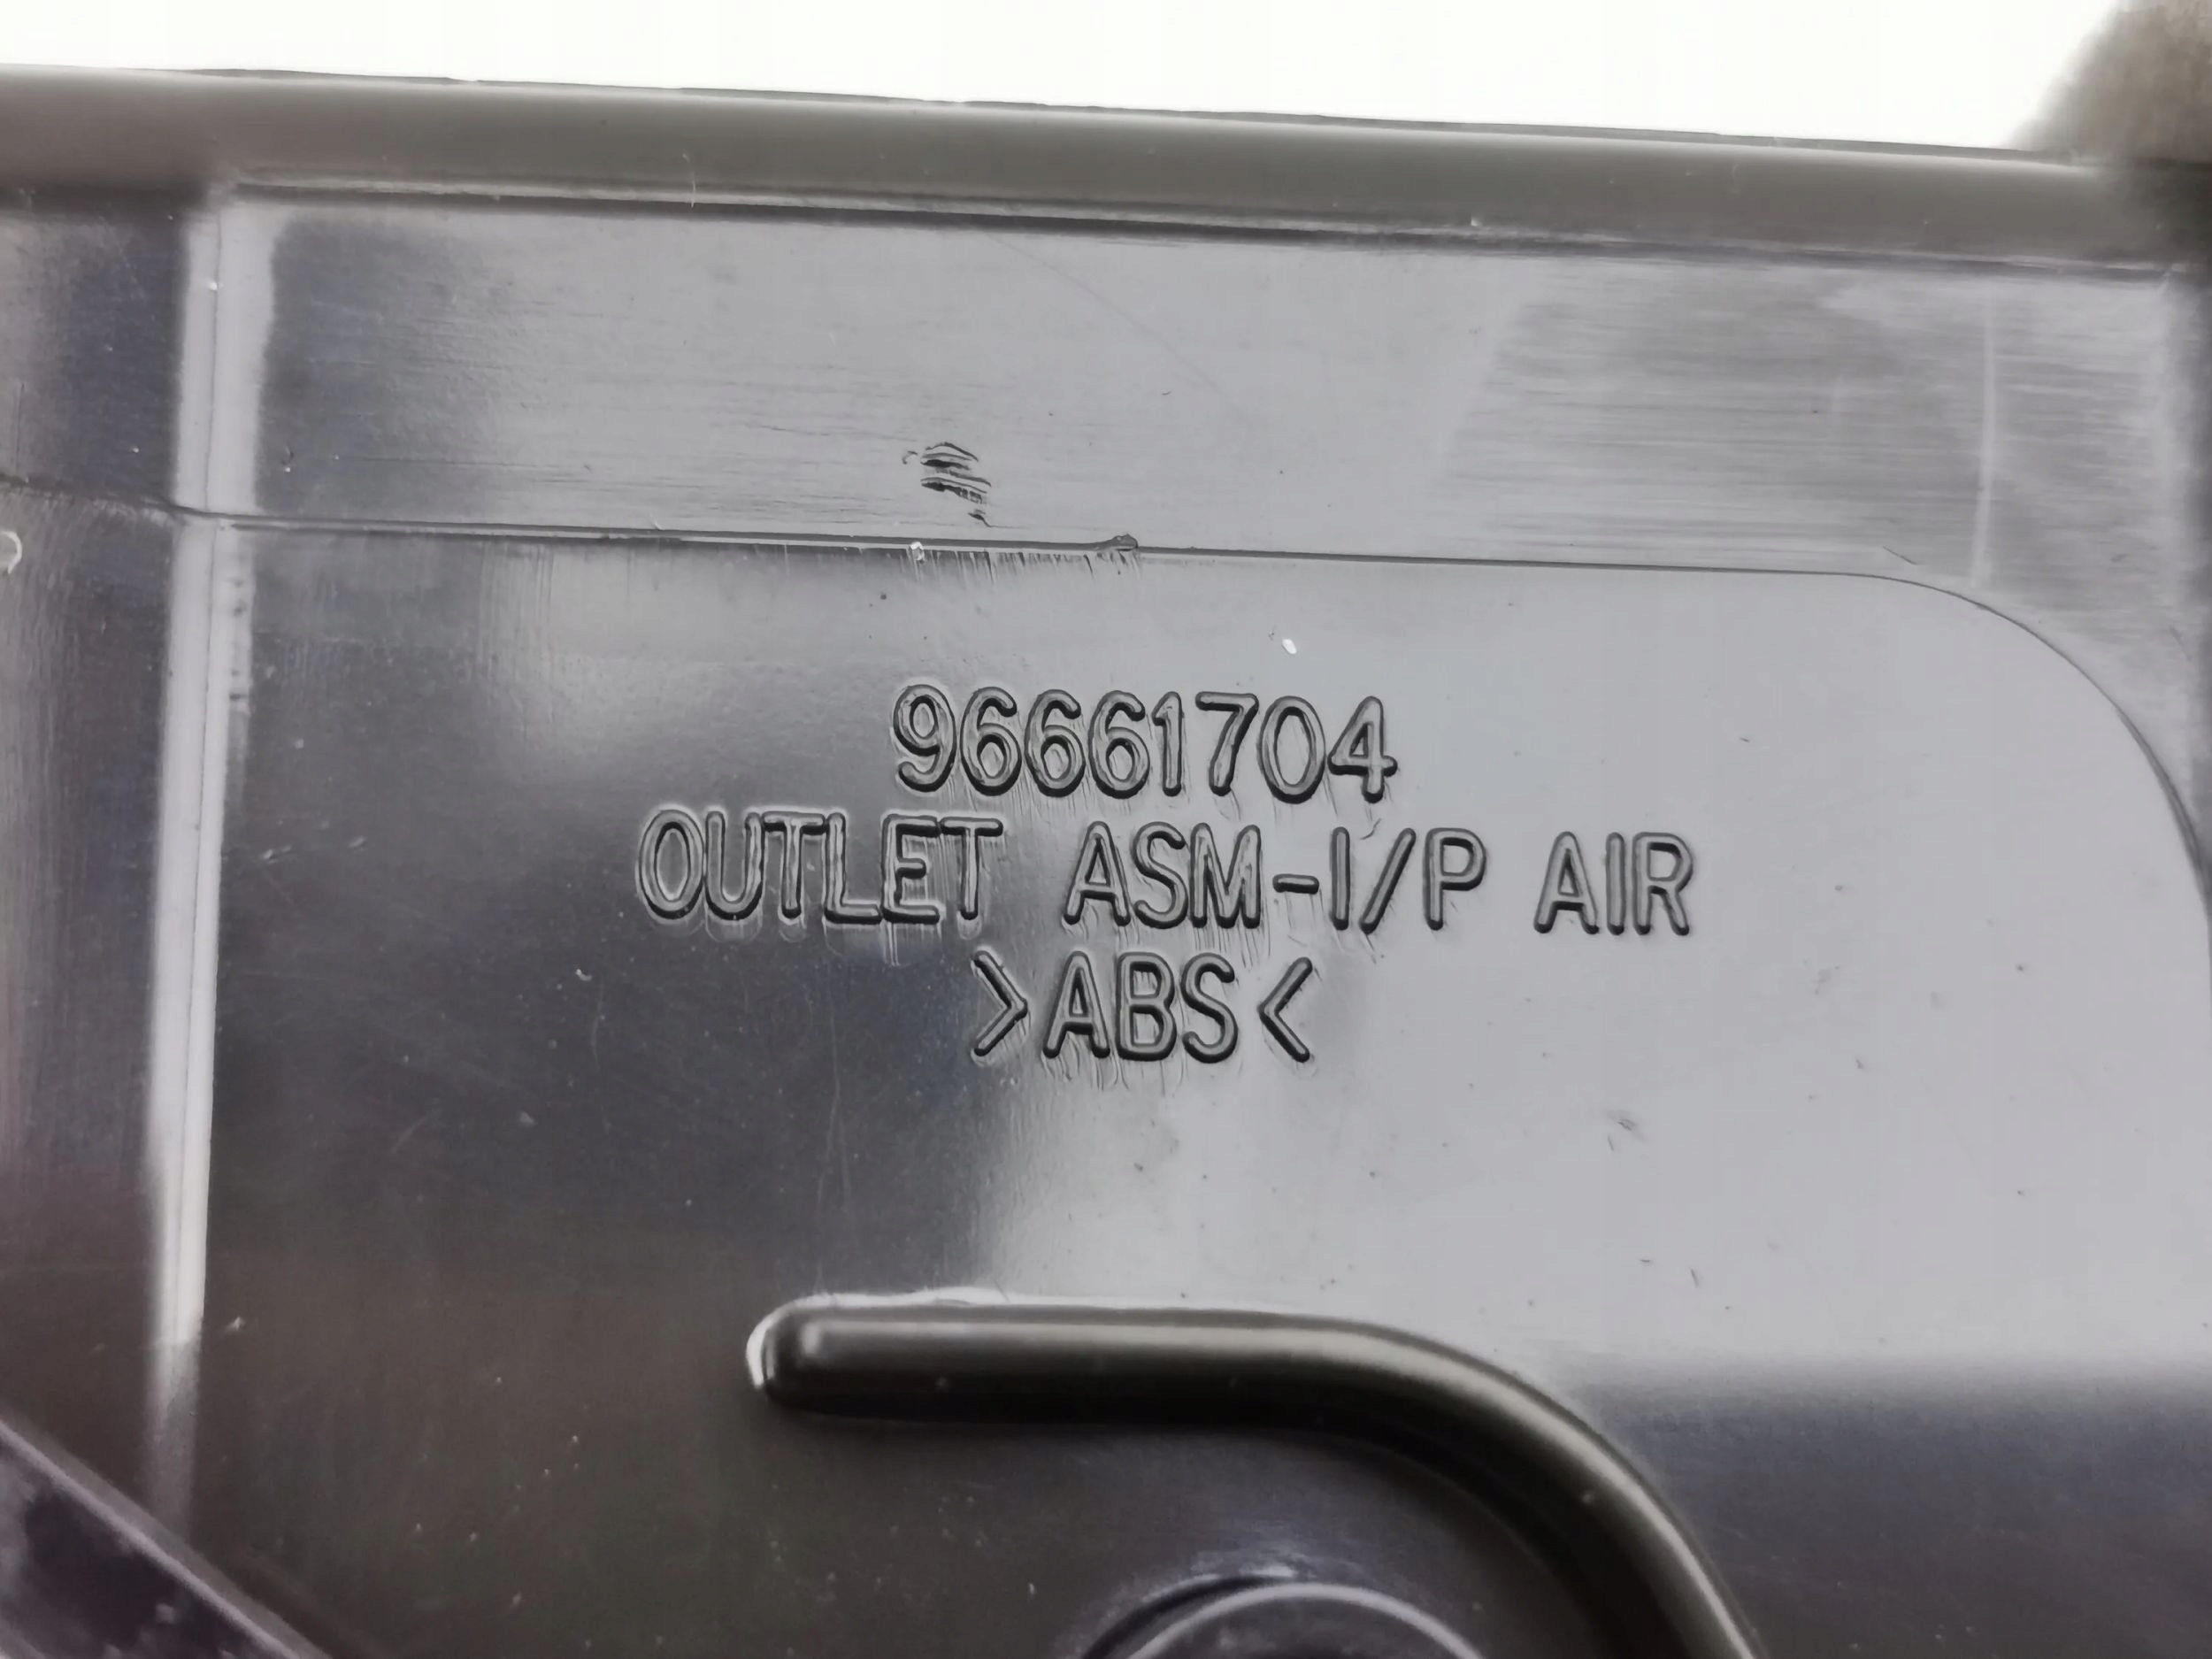 96661704
OUTLET ASM-I/P AIR
>ABS<